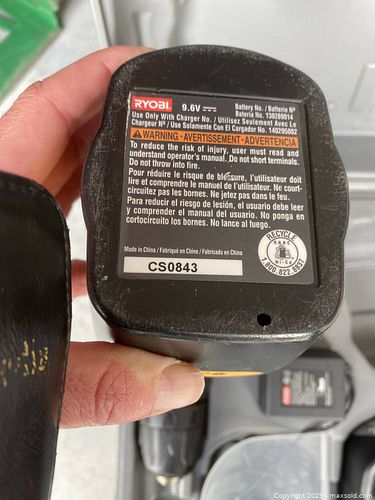 RYOBI 9.6V Battery No. / Batterie N°
Bateria No. 130269014
Use Only With Charger No. / Utilisez Seulement Avec Le
Chargeur N° / Use Solamente Con El Cargador No. 140295002
WARNING • AVERTISSEMENT • ADVERTENCIA
To reduce the risk of injury, user must read and
understand operator's manual. Do not short terminals.
Do not throw into fire.
Pour réduire le risque de blessure, l'utilisateur doit
lire et comprendre le manuel de l'utilisateur. Ne court-
circuitez pas les bornes. Ne jetez pas dans le feu.
Para reducir el riesgo de lesión, el usuario debe leer
y comprender el manual del usuario. No ponga en
cortocircuito los bornes. No lance al fuego.
Made in China / Fabriqué en Chine / Fabricado en China
CS0843
RECYCLE
RBRC
Ni-Cd
1.800.822.8837
RYOBI
Copyright 2025 - maxsold.com